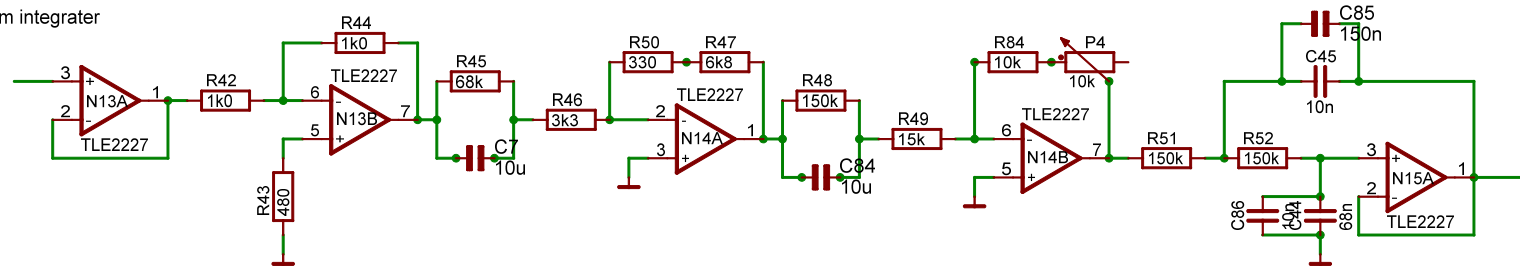 m integrater
3
2
1
+
-
N13A
TLE2227
R42
1k0
R44
1k0
TLE2227
6
5
7
-
+
N13B
R43
480
R45
68k
C7
10u
R46
3k3
R50
330
R47
6k8
TLE2227
2
3
1
-
+
N14A
R48
150k
C84
10u
R49
15k
R84
10k
P4
10k
TLE2227
6
5
7
-
+
N14B
R51
150k
R52
150k
C85
150n
C45
10n
C86
10n
C44
68n
3
2
1
+
-
N15A
TLE2227